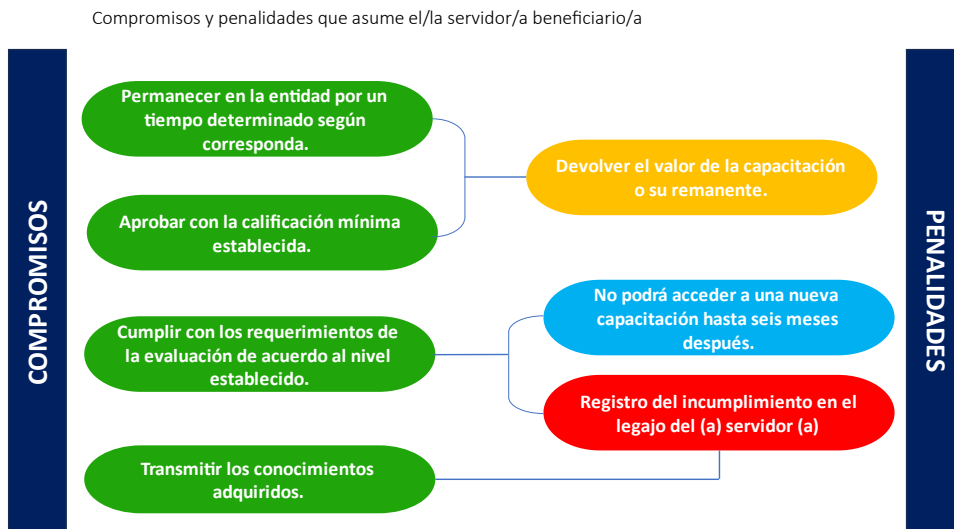 Compromisos y penalidades que asume el/la servidor/a beneficiario/a
COMPROMISOS
Permanecer en la entidad por un
tiempo determinado según
corresponda.
Aprobar con la calificación mínima
establecida.
Devolver el valor de la capacitación
o su remanente.
Cumplir con los requerimientos de
la evaluación de acuerdo al nivel
establecido.
No podrá acceder a una nueva
capacitación hasta seis meses
después.
Registro del incumplimiento en el
legajo del (a) servidor (a)
Transmitir los conocimientos
adquiridos.
PENALIDADES